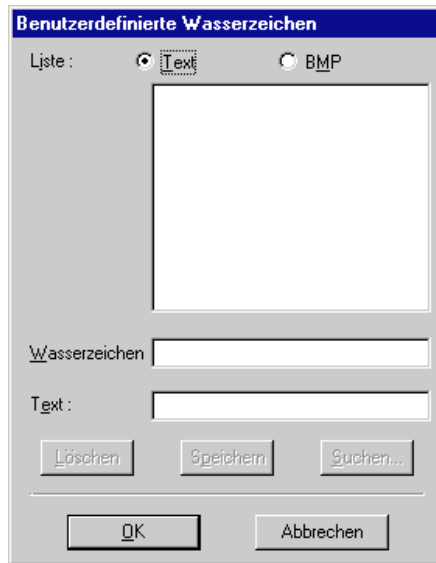 Benutzerdefinierte Wasserzeichen
Liste : Text BMP
Wasserzeichen
Text :
Löschen Speichern Suchen...
OK Abbrechen